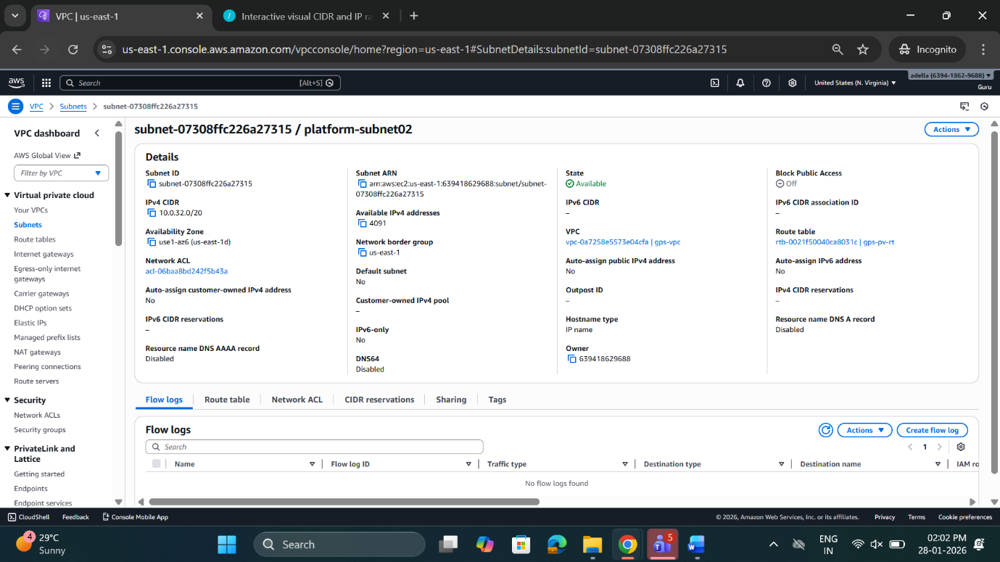 VPC | us-east-1
Interactive visual CIDR and IP ra
us-east-1.console.aws.amazon.com/vpcconsole/home?region=us-east-1#SubnetDetails:subnetId=subnet-07308ffc226a27315
Incognito
aws
Search
[Alt+S]
United States (N. Virginia)
adella (6394-1862-9688)
Guru
VPC
Subnets
subnet-07308ffc226a27315
VPC dashboard
AWS Global View
Filter by VPC
Virtual private cloud
Your VPCs
Subnets
Route tables
Internet gateways
Egress-only internet
gateways
Carrier gateways
DHCP option sets
Elastic IPs
Managed prefix lists
NAT gateways
Peering connections
Route servers
Security
Network ACLs
Security groups
PrivateLink and
Lattice
Getting started
Endpoints
Endpoint services
subnet-07308ffc226a27315 / platform-subnet02
Actions
Details
Subnet ID
subnet-07308ffc226a27315
IPv4 CIDR
10.0.32.0/20
Availability Zone
use1-az6 (us-east-1d)
Network ACL
acl-06baa8bd242f5b43a
Auto-assign customer-owned IPv4 address
No
IPv6 CIDR reservations
–
Resource name DNS AAAA record
Disabled
Subnet ARN
arn:aws:ec2:us-east-1:639418629688:subnet/subnet-
07308ffc226a27315
Available IPv4 addresses
4091
Network border group
us-east-1
Default subnet
No
Customer-owned IPv4 pool
–
IPv6-only
No
DNS64
Disabled
State
Available
IPv6 CIDR
–
VPC
vpc-0a7258e5573e04cfa | gps-vpc
Auto-assign public IPv4 address
No
Outpost ID
–
Hostname type
IP name
Owner
639418629688
Block Public Access
Off
IPv6 CIDR association ID
–
Route table
rtb-0021f50040ca8031c | gps-pv-rt
Auto-assign IPv6 address
No
IPv4 CIDR reservations
–
Resource name DNS A record
Disabled
Flow logs
Route table
Network ACL
CIDR reservations
Sharing
Tags
Flow logs
Actions
Create flow log
Search
1
Name
Flow log ID
Traffic type
Destination type
Destination name
IAM ro
No flow logs found
CloudShell
Feedback
Console Mobile App
© 2026, Amazon Web Services, Inc. or its affiliates.
Privacy
Terms
Cookie preferences
4
29°C
Sunny
Search
5
ENG
IN
02:02 PM
28-01-2026